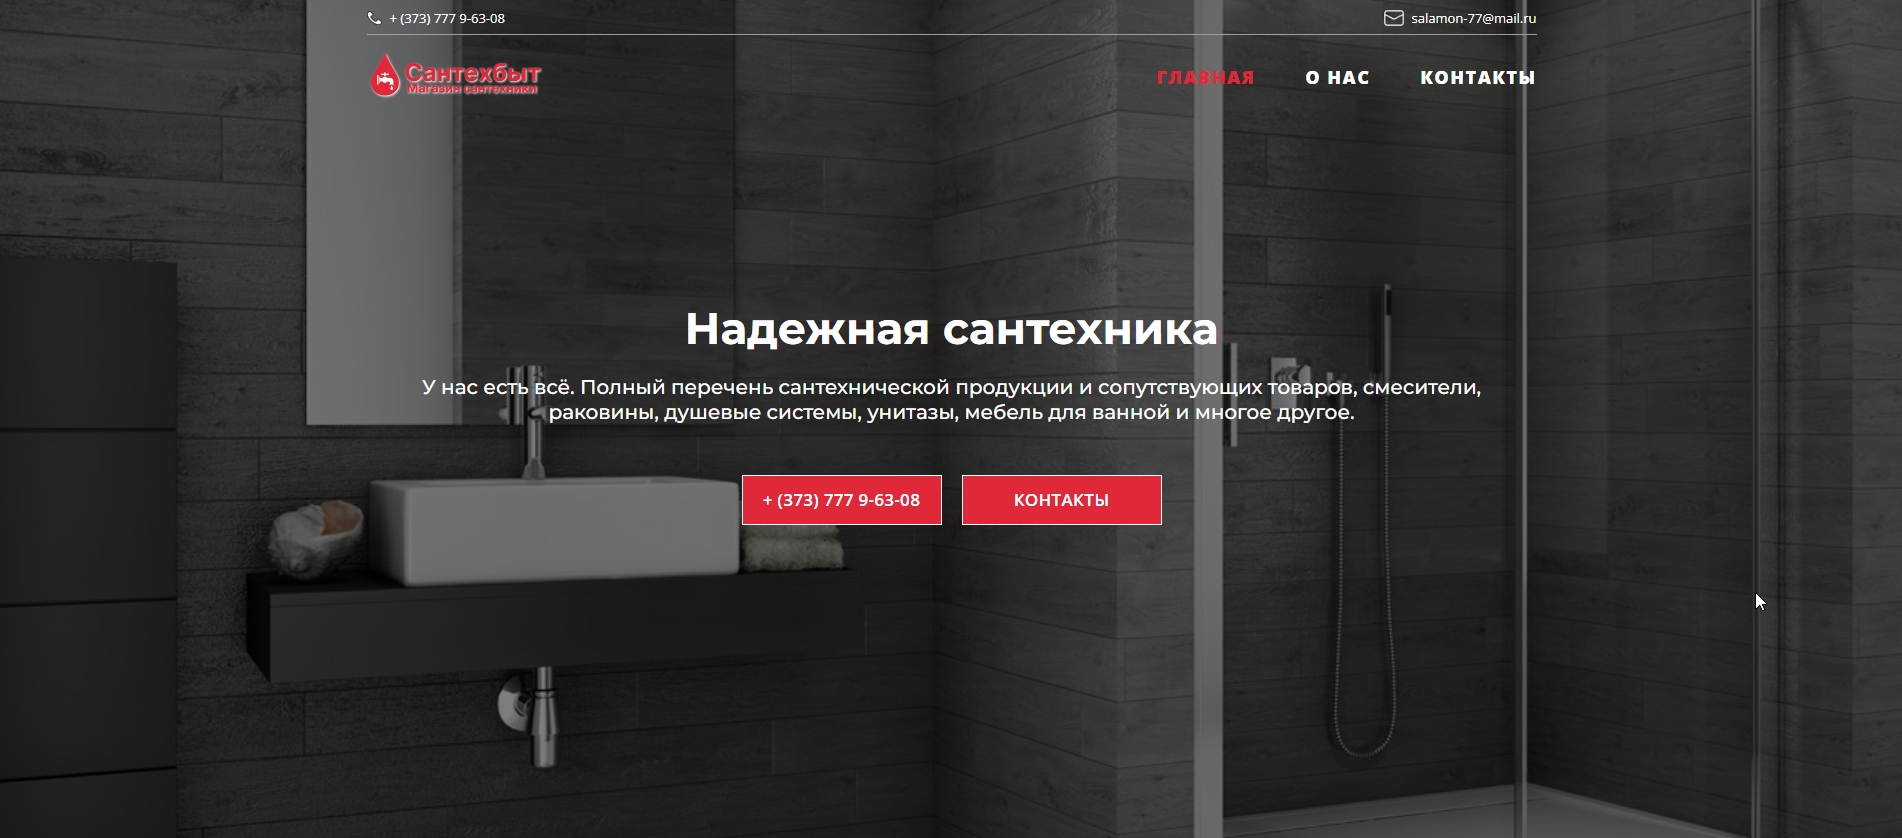 + (373) 777 9-63-08
salamon-77@mail.ru
Сантехбыт
Магазин сантехники
ГЛАВНАЯ
О НАС
КОНТАКТЫ
Надежная сантехника
У нас есть всё. Полный перечень сантехнической продукции и сопутствующих товаров, смесители,
раковины, душевые системы, унитазы, мебель для ванной и многое другое.
+ (373) 777 9-63-08
КОНТАКТЫ